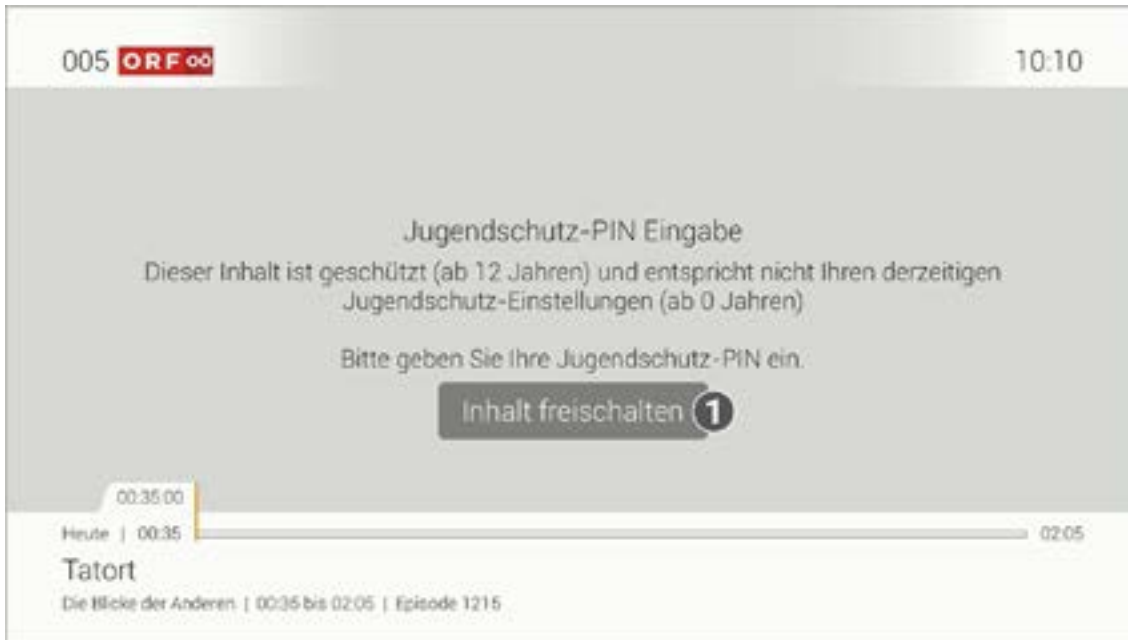 005 ORF oö
10:10
Jugendschutz-PIN Eingabe
Dieser Inhalt ist geschützt (ab 12 Jahren) und entspricht nicht Ihren derzeitigen
Jugendschutz-Einstellungen (ab 0 Jahren)
Bitte geben Sie Ihre Jugendschutz-PIN ein.
Inhalt freischalten 1
00:35:00
Heute | 00:35
02:05
Tatort
Die Blicke der Anderen | 00:35 bis 02:05 | Episode 1215